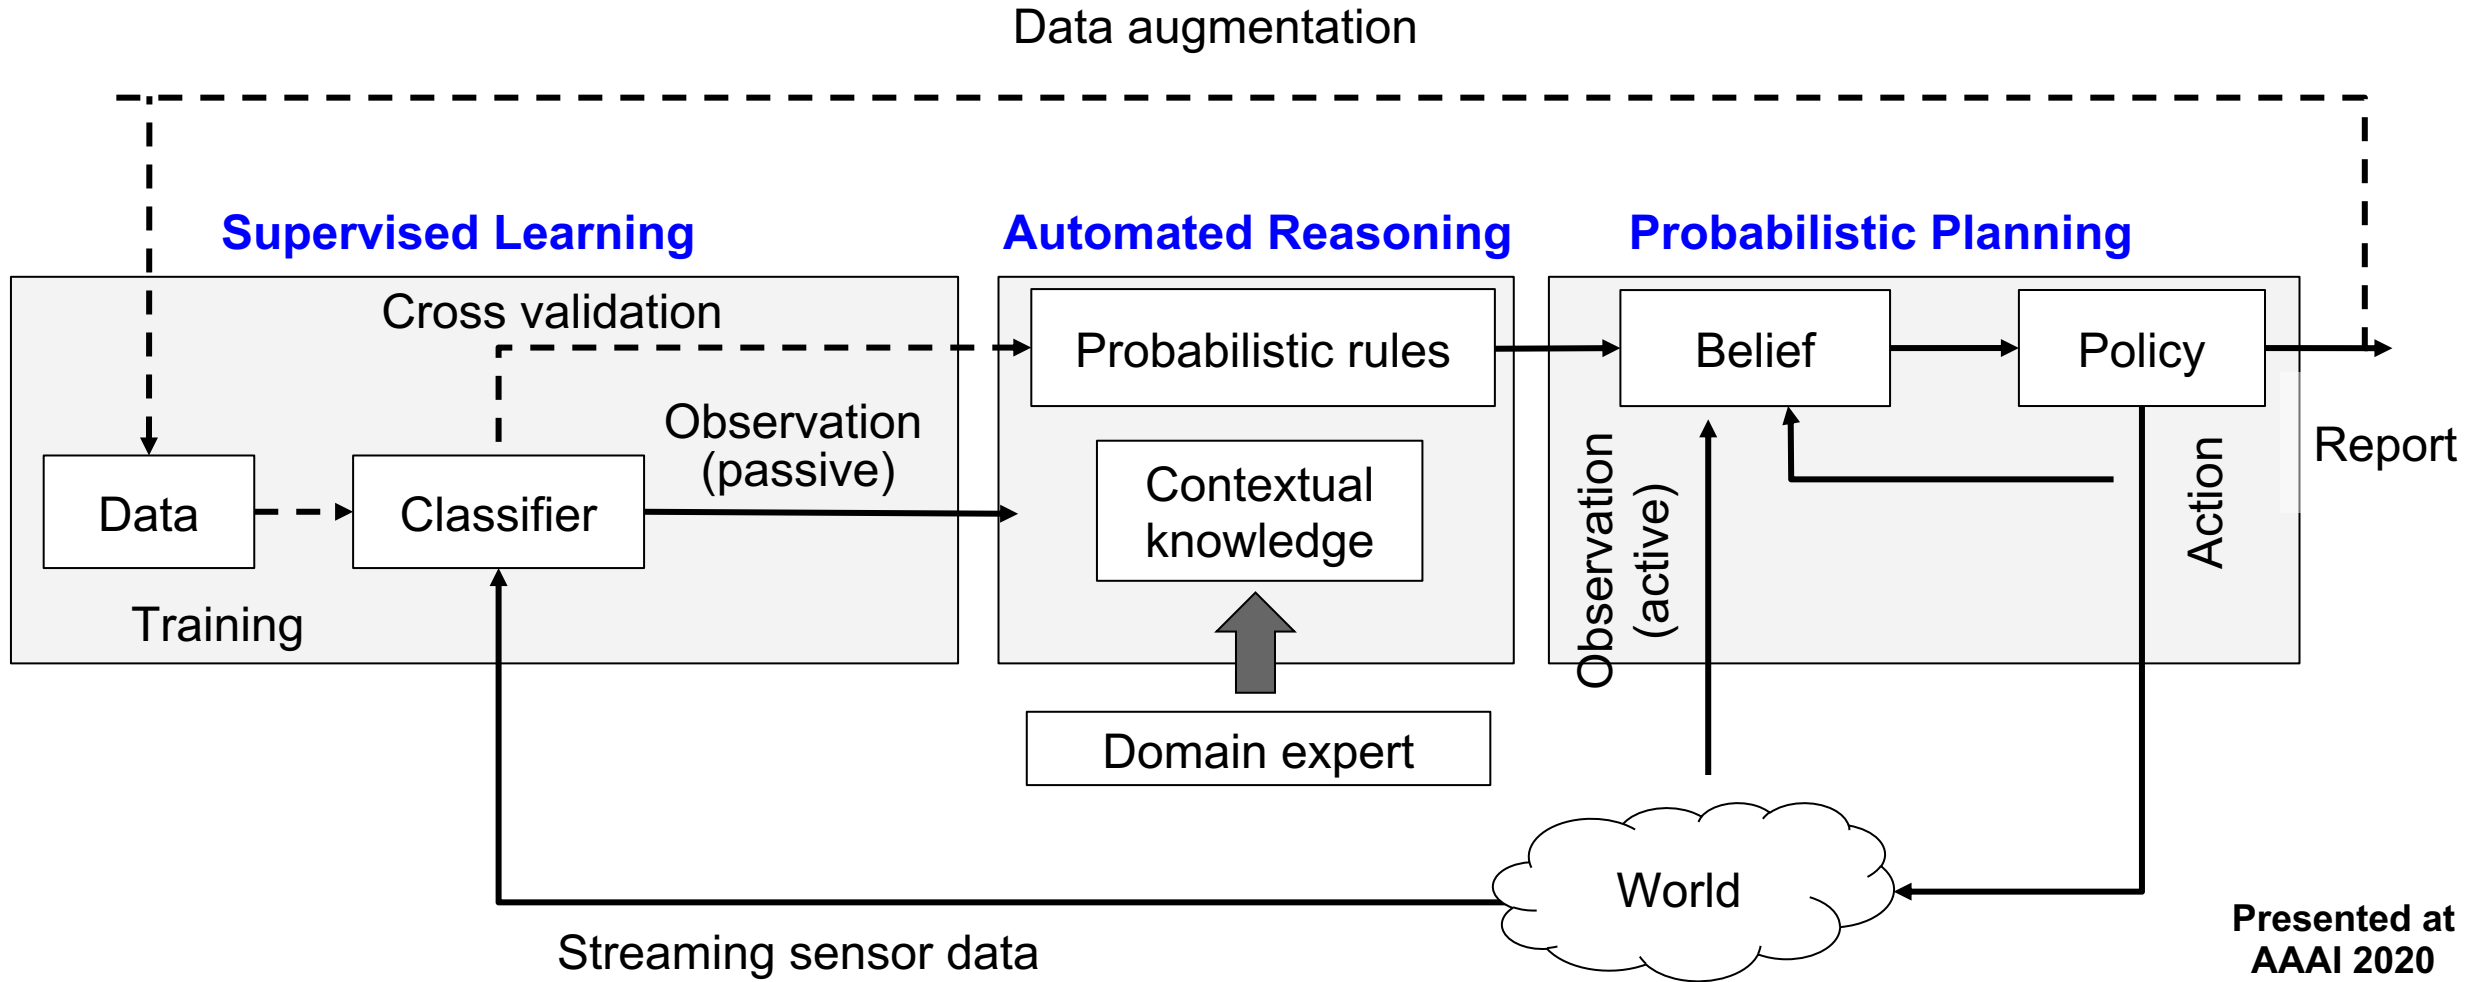 Data augmentation
Supervised Learning
Automated Reasoning
Probabilistic Planning
Cross validation
Probabilistic rules
Belief
Policy
Observation
(passive)
Report
Data
Classifier
Contextual
knowledge
Observation
(active)
Action
Training
Domain expert
World
Streaming sensor data
Presented at
AAAI 2020